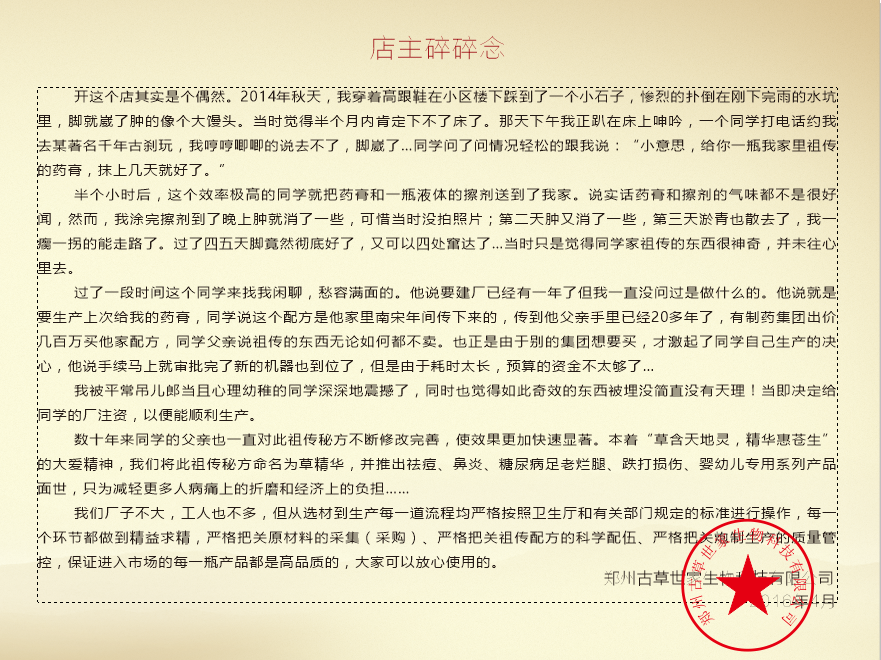 店主碎碎念
开这个店其实是个偶然。2014年秋天，我穿着高跟鞋在小区楼下踩到了一个小石子，惨烈的扑倒在刚下完雨的水坑
里，脚就崴了肿的像个大馒头。当时觉得半个月内肯定下不了床了。那天下午我正趴在床上呻吟，一个同学打电话约我
去某著名千年古刹玩，我哼哼唧唧的说去不了，脚崴了...同学问了问情况轻松的跟我说：“小意思，给你一瓶我家里祖传
的药膏，抹上几天就好了。”
半个小时后，这个效率极高的同学就把药膏和一瓶液体的擦剂送到了我家。说实话药膏和擦剂的气味都不是很好
闻，然而，我涂完擦剂到了晚上肿就消了一些，可惜当时没拍照片；第二天肿又消了一些，第三天淤青也散去了，我一
瘸一拐的能走路了。过了四五天脚竟然彻底好了，又可以四处窜达了...当时只是觉得同学家祖传的东西很神奇，并未往心
里去。
过了一段时间这个同学来找我闲聊，愁容满面的。他说要建厂已经有一年了但我一直没问过是做什么的。他说就是
要生产上次给我的药膏，同学说这个配方是他家里南宋年间传下来的，传到他父亲手里已经20多年了，有制药集团出价
几百万买他家配方，同学父亲说祖传的东西无论如何都不卖。也正是由于别的集团想要买，才激起了同学自己生产的决
心，他说手续马上就审批完了新的机器也到位了，但是由于耗时太长，预算的资金不太够了...
我被平常吊儿郎当且心理幼稚的同学深深地震撼了，同时也觉得如此奇效的东西被埋没简直没有天理！当即决定给
同学的厂注资，以便能顺利生产。
数十年来同学的父亲也一直对此祖传秘方不断修改完善，使效果更加快速显著。本着“草含天地灵，精华惠苍生”
的大爱精神，我们将此祖传秘方命名为草精华，并推出祛痘、鼻炎、糖尿病足老烂腿、跌打损伤、婴幼儿专用系列产品
面世，只为减轻更多人病痛上的折磨和经济上的负担......
我们厂子不大，工人也不多，但从选材到生产每一道流程均严格按照卫生厅和有关部门规定的标准进行操作，每一
个环节都做到精益求精，严格把关原材料的采集（采购）、严格把关祖传配方的科学配伍、严格把关炮制生产的质量管
控，保证进入市场的每一瓶产品都是高品质的，大家可以放心使用的。
郑州古草世家生物科技有限公司
2016年4月
郑州古草世家生物科技有限公司